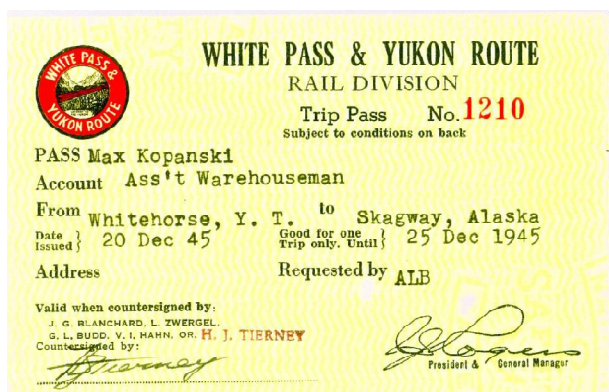 WHITE PASS & YUKON ROUTE
WHITE PASS & YUKON ROUTE
RAIL DIVISION
Trip Pass No. 1210
Subject to conditions on back
PASS Max Kopanski
Account Ass't Warehouseman
From Whitehorse, Y. T. to Skagway, Alaska
Date Issued } 20 Dec 45 Good for one Trip only. Until } 25 Dec 1945
Address Requested by ALB
Valid when countersigned by:
J. G. BLANCHARD, L. ZWERGEL,
G. L. BUDD, V. I. HAHN, OR. H. J. TIERNEY
Countersigned by:
HJTierney
Rogers
President & General Manager